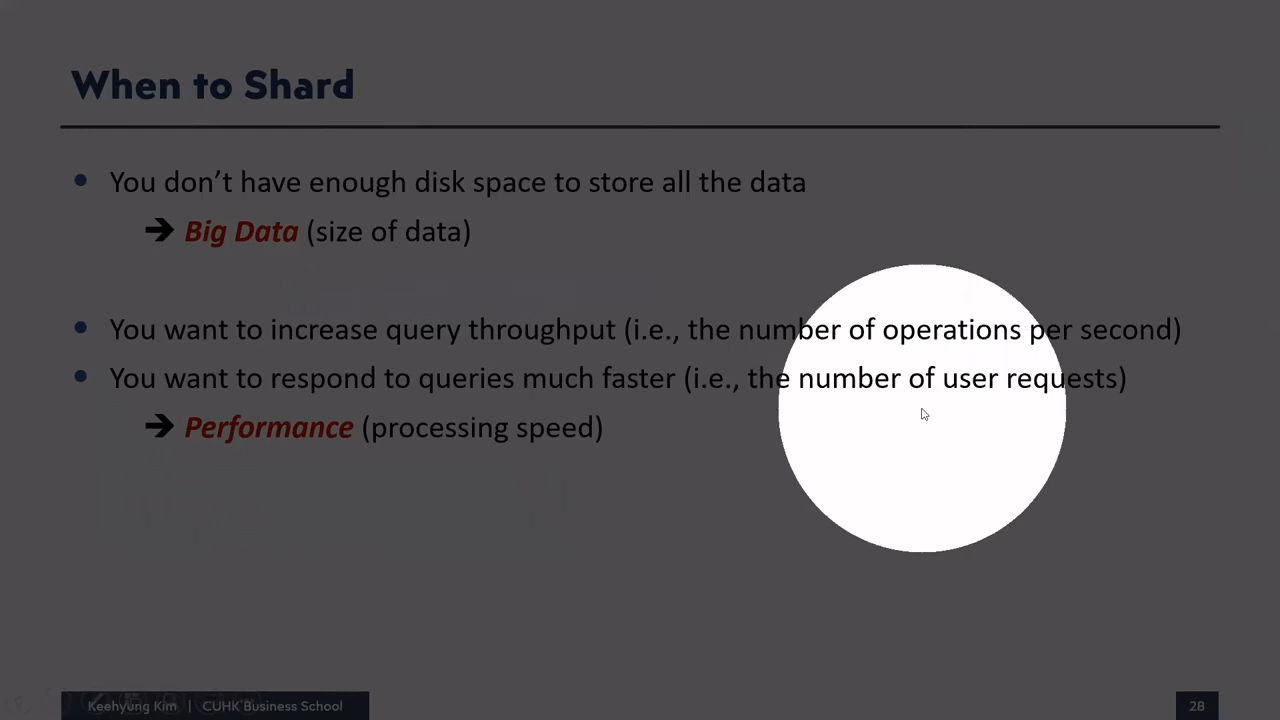 When to Shard
• You don’t have enough disk space to store all the data
➔ Big Data (size of data)
• You want to increase query throughput (i.e., the number of operations per second)
• You want to respond to queries much faster (i.e., the number of user requests)
➔ Performance (processing speed)
Keehyung Kim | CUHK Business School
28